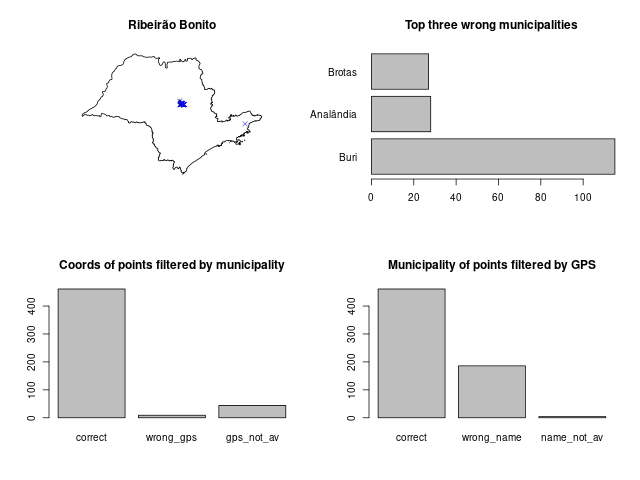 Ribeirão Bonito
Top three wrong municipalities
Brotas
Analândia
Buri
0 20 40 60 80 100
Coords of points filtered by municipality
0 100 200 300 400
correct wrong_gps gps_not_av
Municipality of points filtered by GPS
0 100 200 300 400
correct wrong_name name_not_av